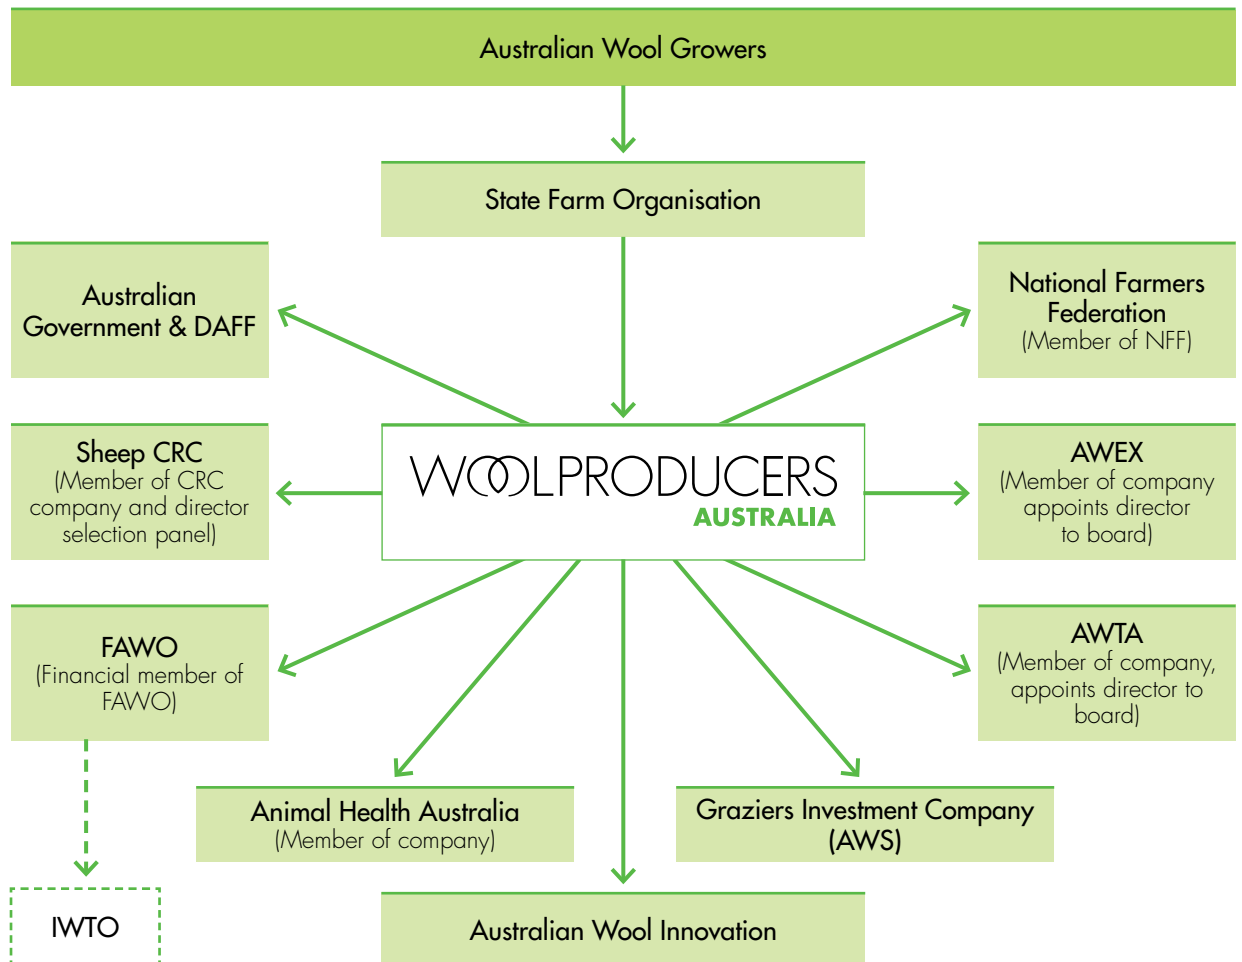 Australian Wool Growers
State Farm Organisation
Australian
Government & DAFF
National Farmers
Federation
(Member of NFF)
Sheep CRC
(Member of CRC
company and director
selection panel)
WOOLPRODUCERS
AUSTRALIA
AWEX
(Member of company
appoints director
to board)
FAWO
(Financial member of
FAWO)
AWTA
(Member of company,
appoints director to
board)
Animal Health Australia
(Member of company)
Graziers Investment Company
(AWS)
IWTO
Australian Wool Innovation